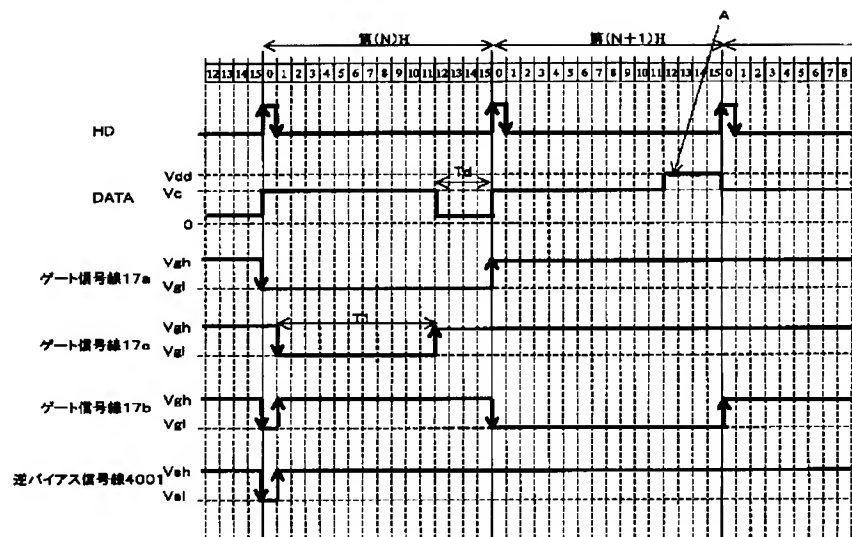 A
第(N)H 第(N+1)H
12 13 14 15 0 1 2 3 4 5 6 7 8 9 10 11 12 13 14 15 0 1 2 3 4 5 6 7 8 9 10 11 12 13 14 15 0 1 2 3 4 5 6 7 8
HD
Vdd
Td
DATA Vc
0
Vgh
ゲート信号線17a
Vgl
Vgh
ゲート信号線17c
Vgl
Vgh
ゲート信号線17b
Vgl
逆バイアス信号線4001 Vsh
Vsl